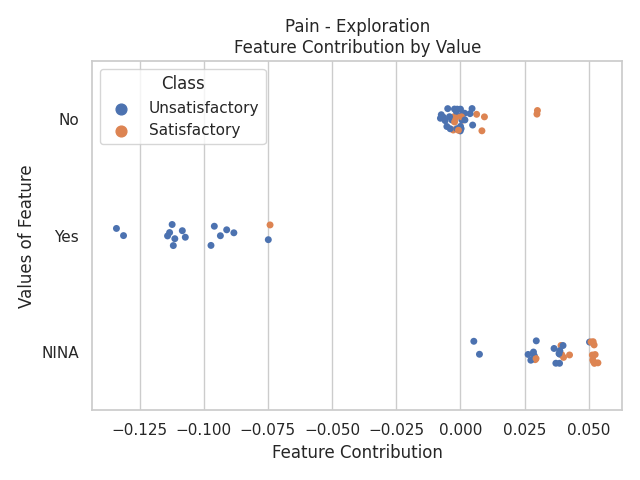 Pain - Exploration
Feature Contribution by Value
Class
Unsatisfactory
Satisfactory
Values of Feature
No
Yes
NINA
−0.125 −0.100 −0.075 −0.050 −0.025 0.000 0.025 0.050
Feature Contribution